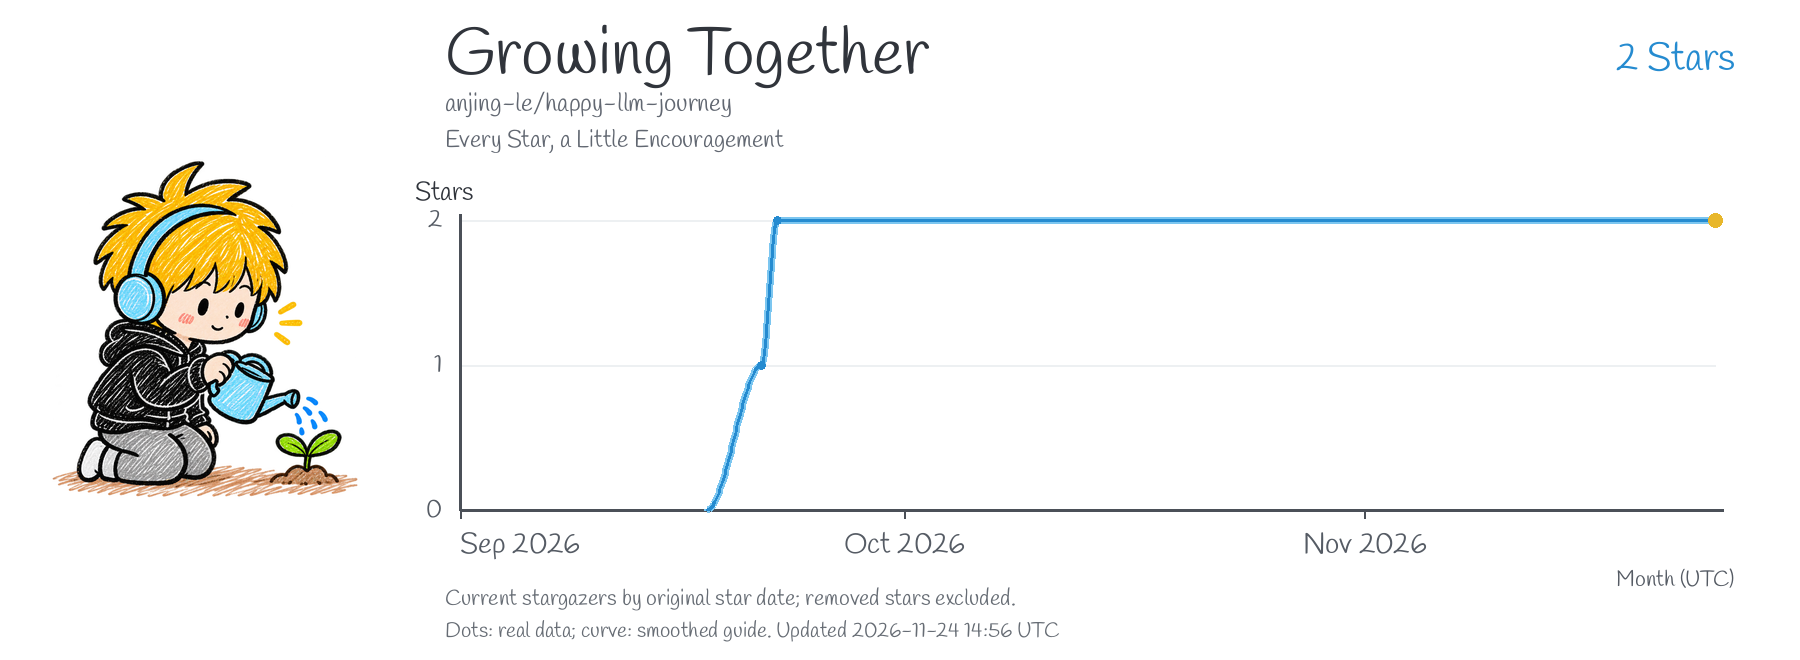 Growing Together
2 Stars
anjing-le/happy-llm-journey
Every Star, a Little Encouragement
Stars
2
1
0
Sep 2026
Oct 2026
Nov 2026
Month (UTC)
Current stargazers by original star date; removed stars excluded.
Dots: real data; curve: smoothed guide. Updated 2026-11-24 14:56 UTC